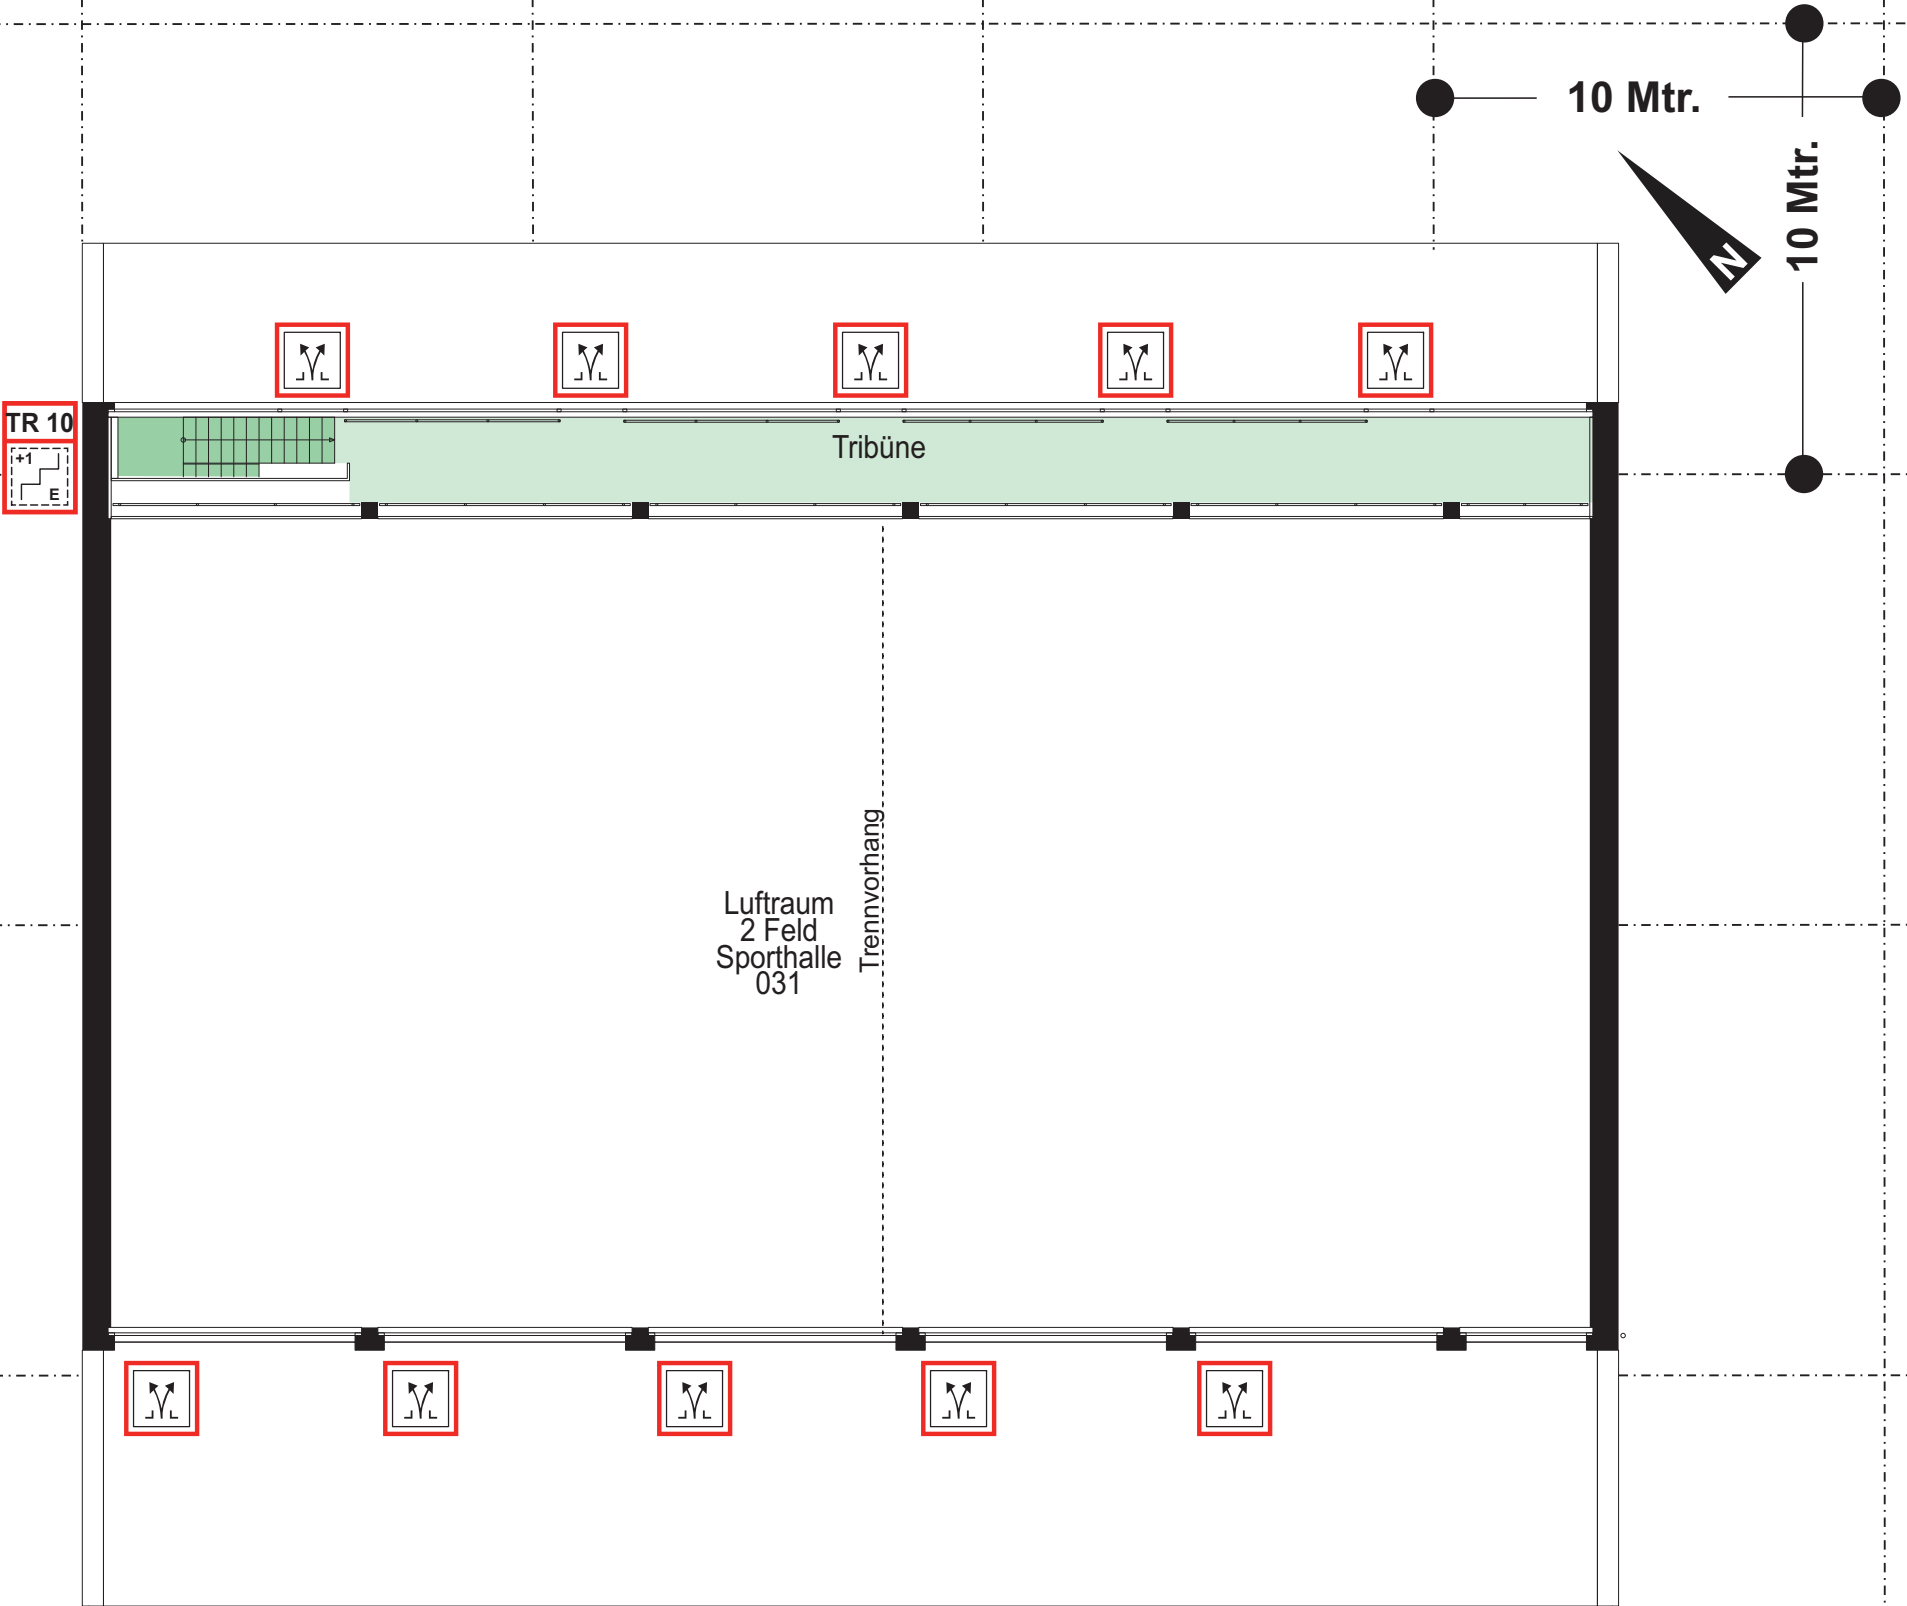 10 Mtr.
10 Mtr.
N
TR 10
+1
E
Tribüne
Trennvorhang
Luftraum
2 Feld
Sporthalle
031